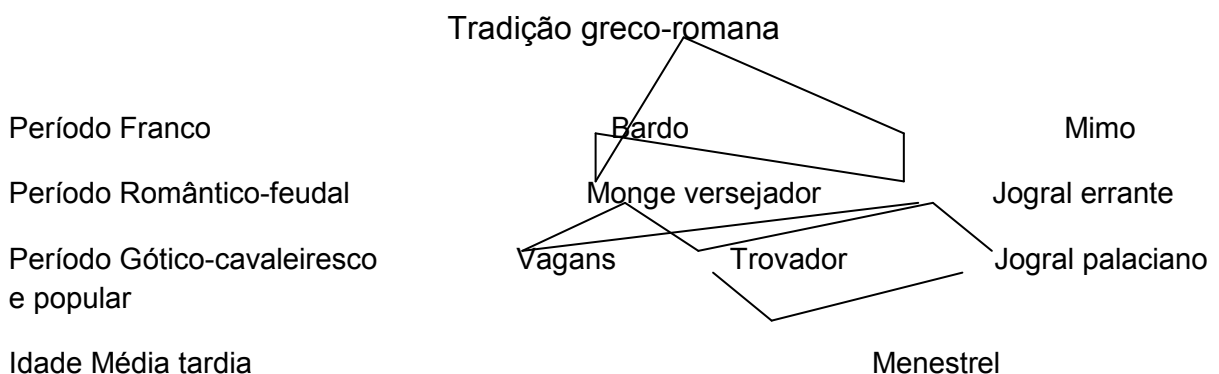 Tradição greco-romana
Período Franco Bardo Mimo
Período Romântico-feudal Monge versejador Jogral errante
Período Gótico-cavaleiresco Vagans Trovador Jogral palaciano
e popular
Idade Média tardia Menestrel